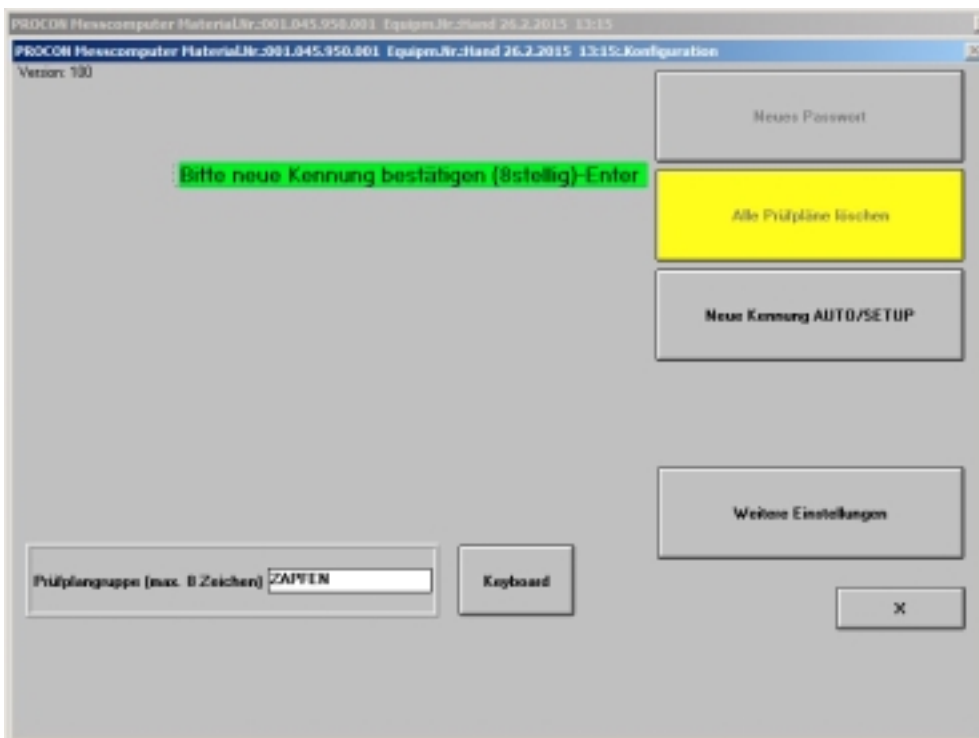 PROCON Messcomputer Material.Nr.:001.045.950.001 Equipm.Nr.:Hand 26.2.2015 13:15
PROCON Messcomputer Material.Nr.:001.045.950.001 Equipm.Nr.:Hand 26.2.2015 13:15:.Konfiguration
Version: 100
Neues Passwort
Bitte neue Kennung bestätigen (8stellig)-Enter
Alle Prüfpläne löschen
Neue Kennung AUTO/SETUP
Weitere Einstellungen
Prüfplangruppe (max. 8 Zeichen) ZAPFEN
Keyboard
X